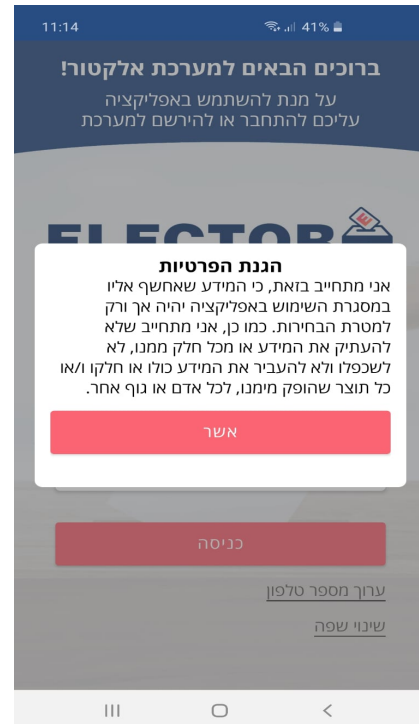 11:14
41%
ברוכים הבאים למערכת אלקטור!
על מנת להשתמש באפליקציה
עליכם להתחבר או להירשם למערכת
ELECTOR
הגנת הפרטיות
אני מתחייב בזאת, כי המידע שאחשף אליו
במסגרת השימוש באפליקציה יהיה אך ורק
למטרת הבחירות. כמו כן, אני מתחייב שלא
להעתיק את המידע או מכל חלק ממנו, לא
לשכפלו ולא להעביר את המידע כולו או חלקו ו/או
כל תוצר שהופק מימנו, לכל אדם או גוף אחר.
אשר
כניסה
ערוך מספר טלפון
שינוי שפה